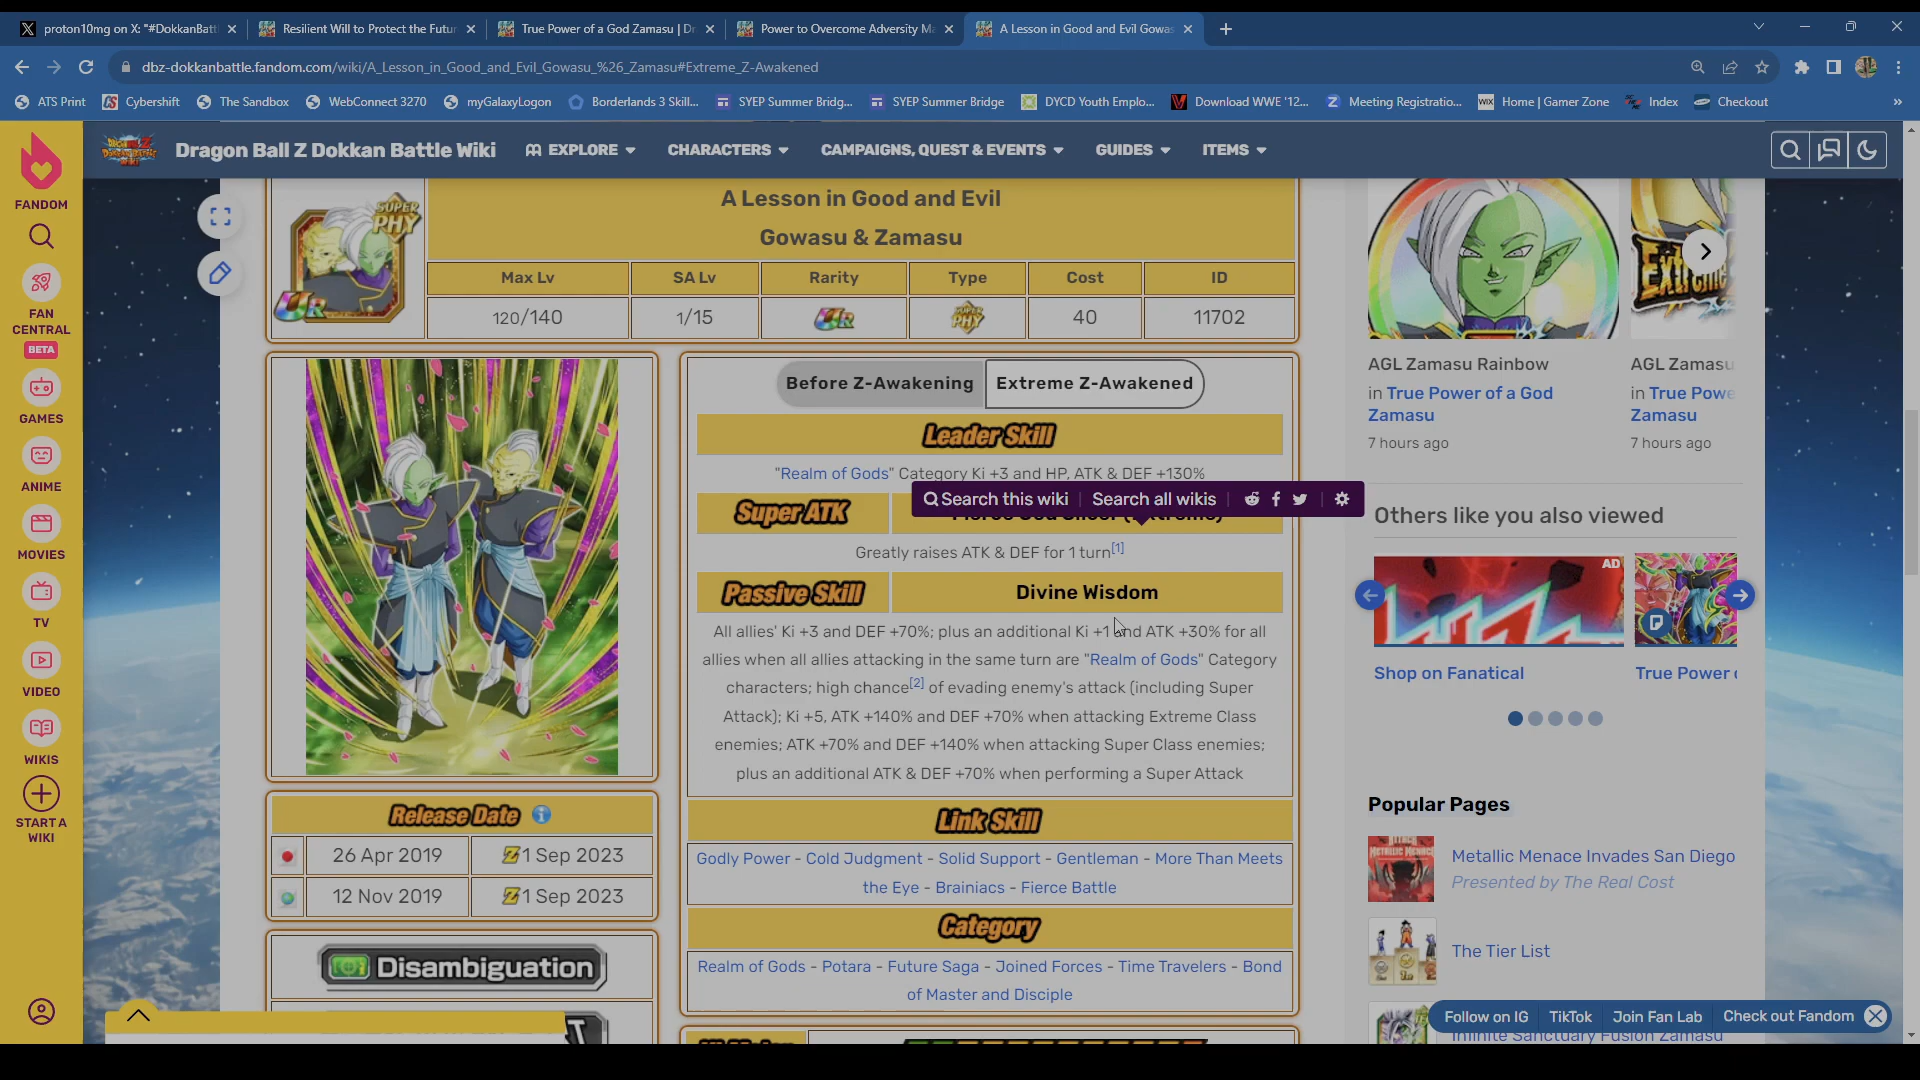 proton10mg on X: "#DokkanBatt
Resilient Will to Protect the Futur
True Power of a God Zamasu | Dr
Power to Overcome Adversity Ma
A Lesson in Good and Evil Gowas
dbz-dokkanbattle.fandom.com/wiki/A_Lesson_in_Good_and_Evil_Gowasu_%26_Zamasu#Extreme_Z-Awakened
ATS Print
Cybershift
The Sandbox
WebConnect 3270
myGalaxyLogon
Borderlands 3 Skill...
SYEP Summer Bridg...
SYEP Summer Bridge
DYCD Youth Emplo...
Download WWE '12...
Meeting Registratio...
WIX Home | Gamer Zone
Index
Checkout
Dragon Ball Z Dokkan Battle Wiki
EXPLORE
CHARACTERS
CAMPAIGNS, QUEST & EVENTS
GUIDES
ITEMS
FANDOM
FAN
CENTRAL
BETA
GAMES
ANIME
MOVIES
TV
VIDEO
WIKIS
START A
WIKI
SUPER
PHY
UR
A Lesson in Good and Evil
Gowasu & Zamasu
Max Lv SA Lv Rarity Type Cost ID
120/140 1/15 UR SUPER PHY 40 11702
Before Z-Awakening Extreme Z-Awakened
Leader Skill
"Realm of Gods" Category Ki +3 and HP, ATK & DEF +130%
Search this wiki Search all wikis
Super ATK
Greatly raises ATK & DEF for 1 turn[1]
Passive Skill Divine Wisdom
All allies' Ki +3 and DEF +70%; plus an additional Ki +1 and ATK +30% for all
allies when all allies attacking in the same turn are "Realm of Gods" Category
characters; high chance[2] of evading enemy's attack (including Super
Attack); Ki +5, ATK +140% and DEF +70% when attacking Extreme Class
enemies; ATK +70% and DEF +140% when attacking Super Class enemies;
plus an additional ATK & DEF +70% when performing a Super Attack
Link Skill
Godly Power - Cold Judgment - Solid Support - Gentleman - More Than Meets
the Eye - Brainiacs - Fierce Battle
Category
Realm of Gods - Potara - Future Saga - Joined Forces - Time Travelers - Bond
of Master and Disciple
Release Date
26 Apr 2019 Z 1 Sep 2023
12 Nov 2019 Z 1 Sep 2023
Disambiguation
AGL Zamasu Rainbow
in True Power of a God
Zamasu
7 hours ago
AGL Zamasu
in True Powe
Zamasu
7 hours ago
Others like you also viewed
AD
Shop on Fanatical
True Power
Popular Pages
Metallic Menace Invades San Diego
Presented by The Real Cost
The Tier List
Follow on IG TikTok Join Fan Lab Check out Fandom
Infinite Sanctuary Fusion Zamasu